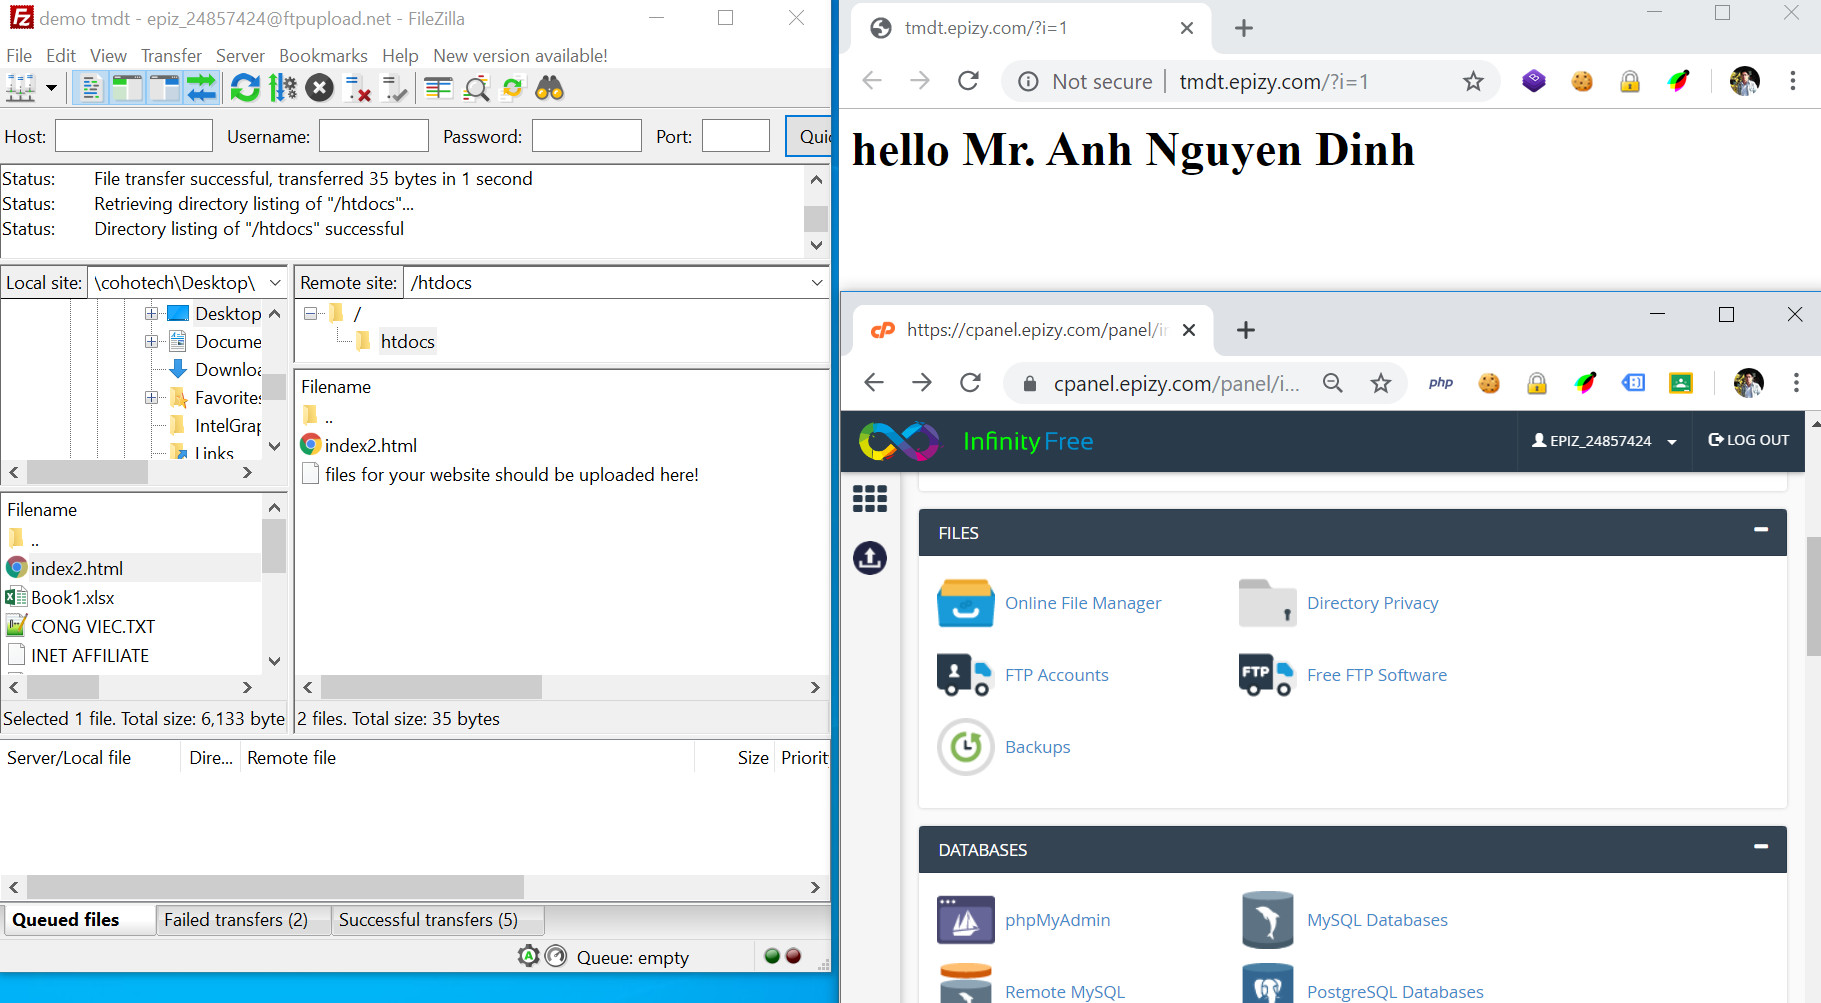 demo tmdt - epiz_24857424@ftpupload.net - FileZilla
File Edit View Transfer Server Bookmarks Help New version available!
Host: Username: Password: Port: Quic
Status: File transfer successful, transferred 35 bytes in 1 second
Status: Retrieving directory listing of "/htdocs"...
Status: Directory listing of "/htdocs" successful
Local site: \cohotech\Desktop\
Desktop
Docume
Downloa
Favorites
IntelGrap
Links
Filename
..
index2.html
Book1.xlsx
CONG VIEC.TXT
INET AFFILIATE
Selected 1 file. Total size: 6,133 byte
Remote site: /htdocs
/
htdocs
Filename
..
index2.html
files for your website should be uploaded here!
2 files. Total size: 35 bytes
Server/Local file Dire... Remote file Size Priorit
Queued files Failed transfers (2) Successful transfers (5)
Queue: empty
tmdt.epizy.com/?i=1
Not secure tmdt.epizy.com/?i=1
hello Mr. Anh Nguyen Dinh
https://cpanel.epizy.com/panel/in
cpanel.epizy.com/panel/i... php
InfinityFree EPIZ_24857424 LOG OUT
FILES
Online File Manager Directory Privacy
FTP Accounts FTP Free FTP Software
Backups
DATABASES
phpMyAdmin MySQL Databases
Remote MySQL PostgreSQL Databases